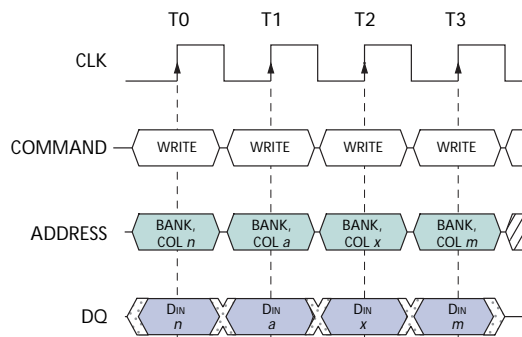 T0 T1 T2 T3
CLK
COMMAND WRITE WRITE WRITE WRITE
ADDRESS BANK, COL n BANK, COL a BANK, COL x BANK, COL m
DQ DIN n DIN a DIN x DIN m